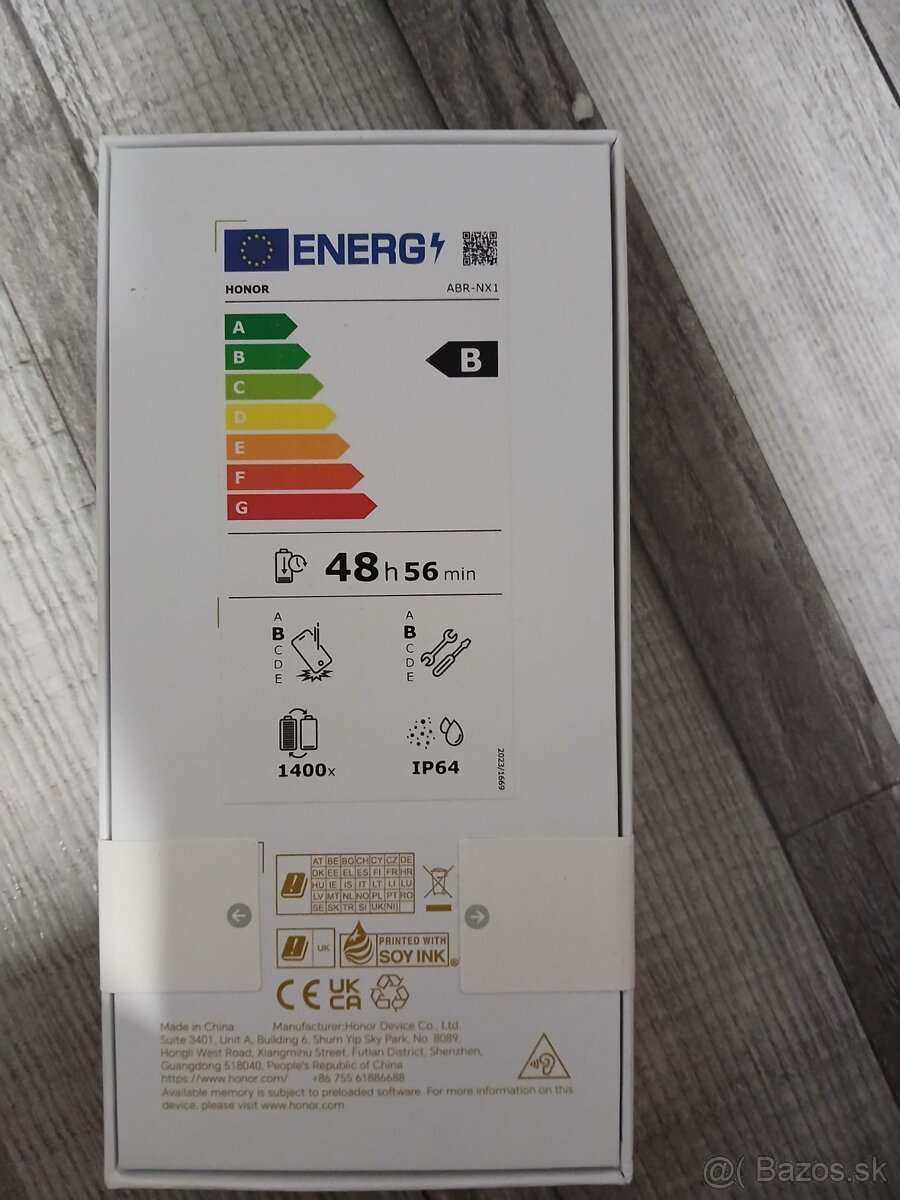 ENERG
HONOR ABR-NX1
A
B B
C
D
E
F
G
48h 56min
A A
B B
C C
D D
E E
1400x IP64
2023/1669
AT BE BG CH CY CZ DE
DK EE EL ES FI FR HR
HU IE IS IT LT LI LU
LV MT NL NO PL PT RO
SE SK TR SI UK(NI)
UK PRINTED WITH
SOY INK®
CE UK
CA
Made in China Manufacturer:Honor Device Co., Ltd.
Suite 3401, Unit A, Building 6, Shum Yip Sky Park, No. 8089,
Hongli West Road, Xiangmihu Street, Futian District, Shenzhen,
Guangdong 518040, People's Republic of China
https://www.honor.com/ +86 755 61886688
Available memory is subject to preloaded software. For more information on this
device, please visit www.honor.com
@( Bazos.sk